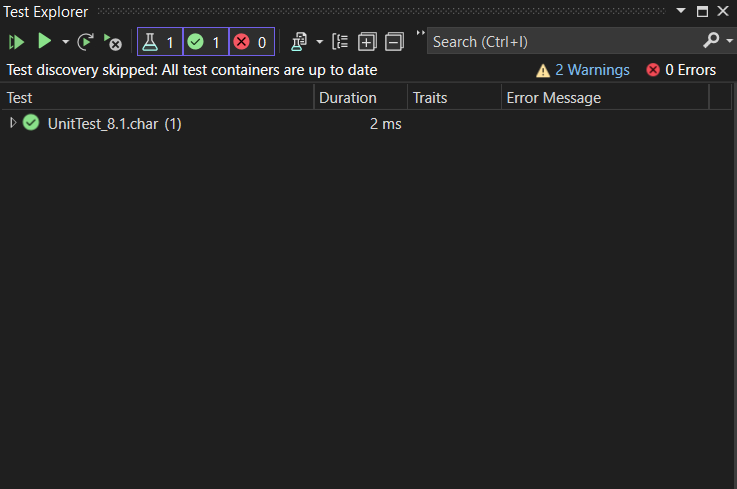 Test Explorer
1 1 0 Search (Ctrl+I)
Test discovery skipped: All test containers are up to date 2 Warnings 0 Errors
Test Duration Traits Error Message
UnitTest_8.1.char (1) 2 ms